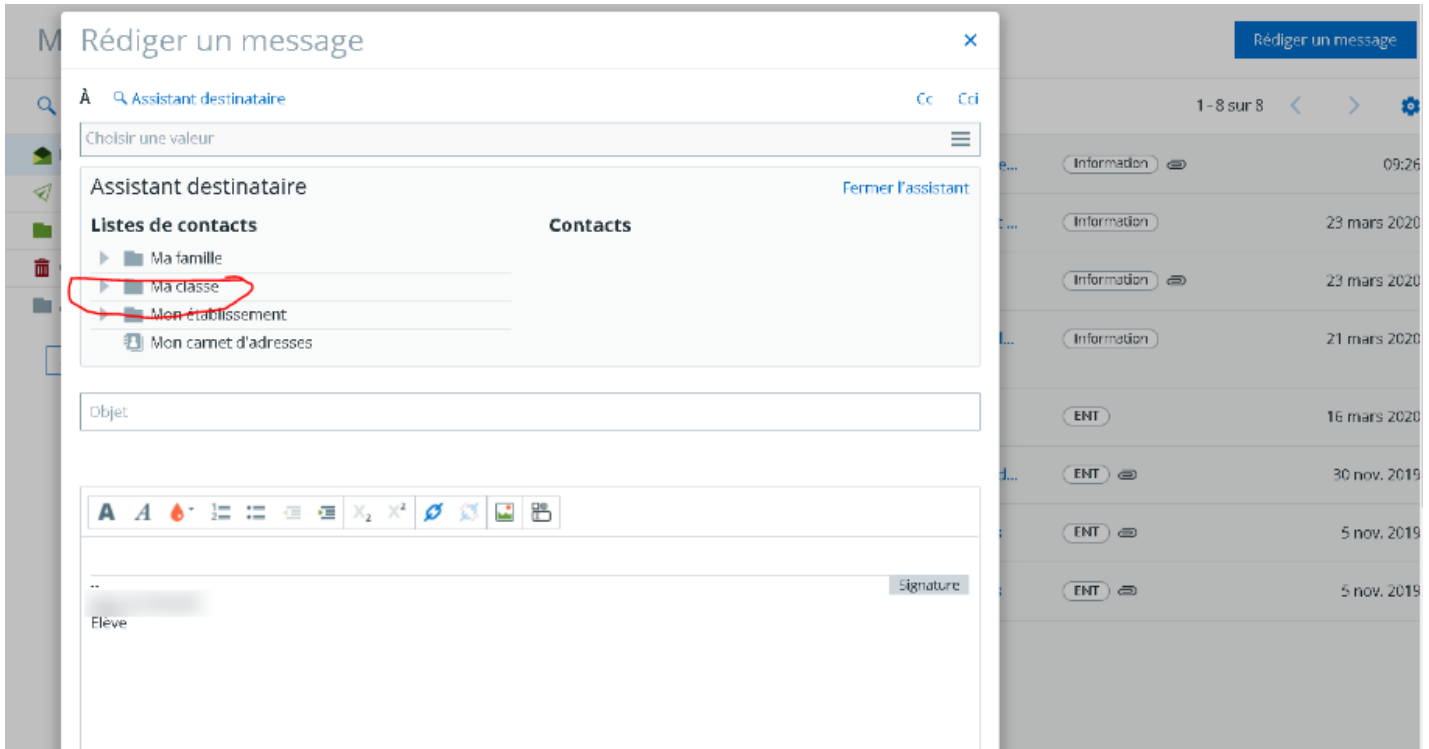 M
Rédiger un message
×
Rédiger un message
À Assistant destinataire Cc Cci
1-8 sur 8
Choisir une valeur
Assistant destinataire Fermer l'assistant
Listes de contacts Contacts
Ma famille
Ma classe
Mon établissement
Mon carnet d'adresses
Objet
A A X₂ X²
--
Signature
Elève
e... Information 09:26
t ... Information 23 mars 2020
Information 23 mars 2020
l... Information 21 mars 2020
ENT 16 mars 2020
d... ENT 30 nov. 2019
s ENT 5 nov. 2019
s ENT 5 nov. 2019